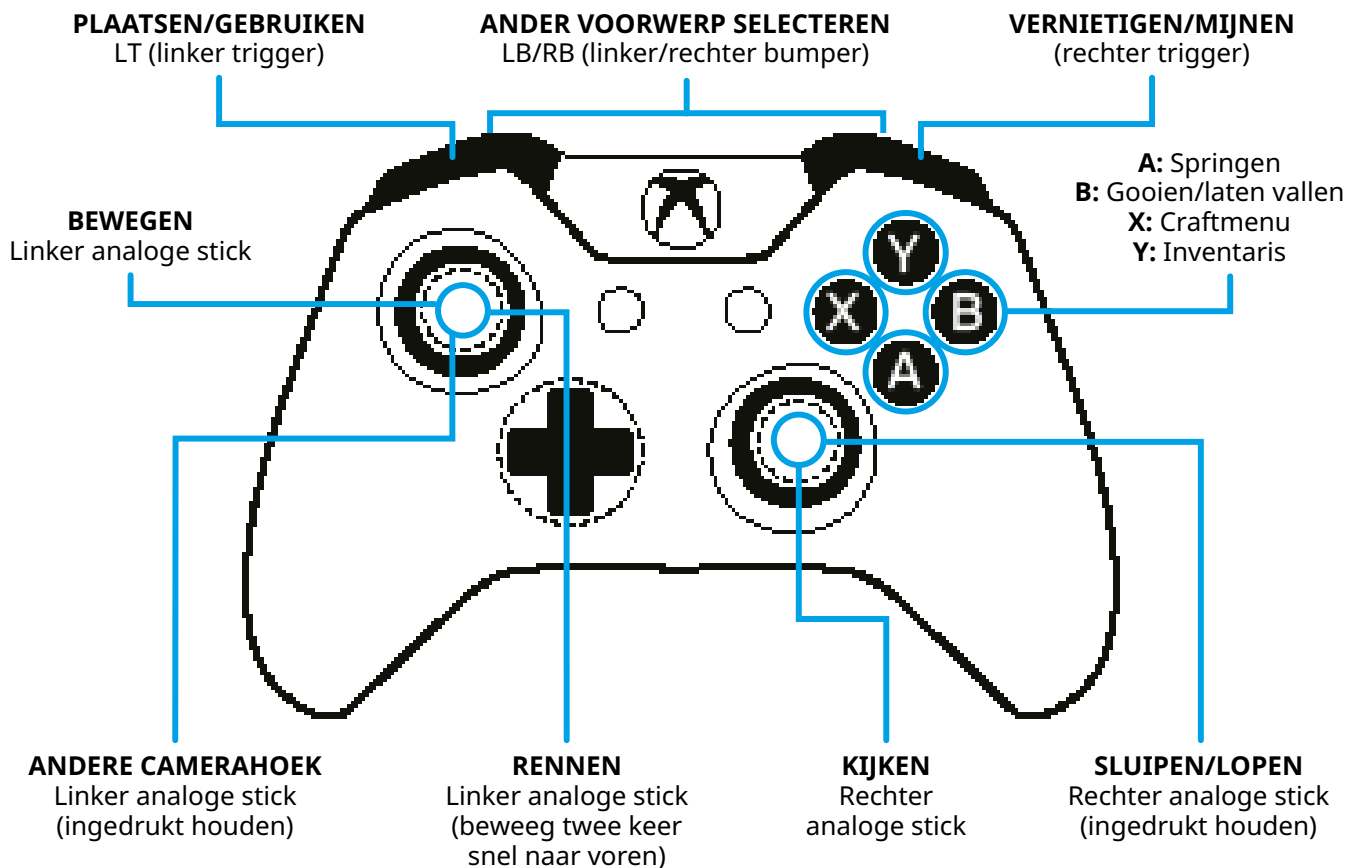 PLAATSEN/GEBRUIKEN
LT (linker trigger)
ANDER VOORWERP SELECTEREN
LB/RB (linker/rechter bumper)
VERNIETIGEN/MIJNEN
(rechter trigger)
A: Springen
B: Gooien/laten vallen
X: Craftmenu
Y: Inventaris
BEWEGEN
Linker analoge stick
Y
X
B
A
ANDERE CAMERAHOEK
Linker analoge stick
(ingedrukt houden)
RENNEN
Linker analoge stick
(beweeg twee keer
snel naar voren)
KIJKEN
Rechter
analoge stick
SLUIPEN/LOPEN
Rechter analoge stick
(ingedrukt houden)